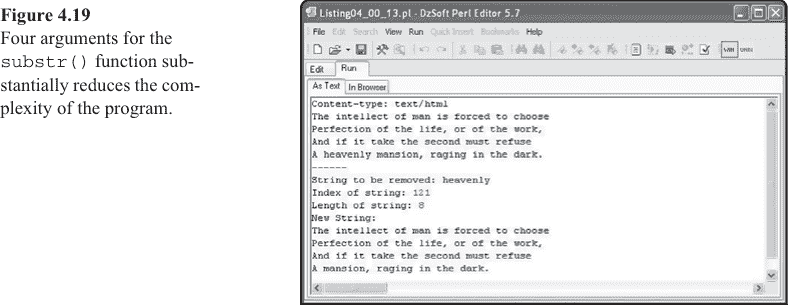 Figure 4.19
Four arguments for the
substr() function sub-
stantially reduces the com-
plexity of the program.
Listing04_00_13.pl - DzSoft Perl Editor 5.7
File Edit Search View Run Quick Insert Bookmarks Help
Edit Run
As Text In Browser
Content-type: text/html
The intellect of man is forced to choose
Perfection of the life, or of the work,
And if it take the second must refuse
A heavenly mansion, raging in the dark.
------
String to be removed: heavenly
Index of string: 121
Length of string: 8
New String:
The intellect of man is forced to choose
Perfection of the life, or of the work,
And if it take the second must refuse
A mansion, raging in the dark.